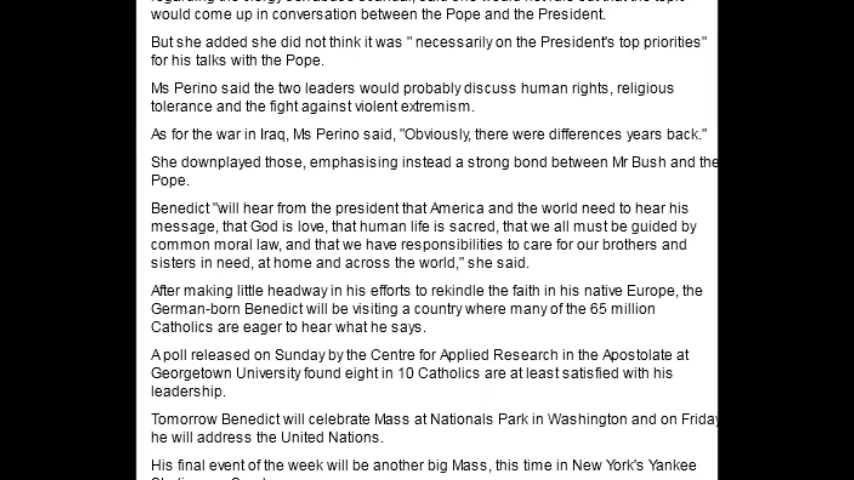 would come up in conversation between the Pope and the President.
But she added she did not think it was " necessarily on the President's top priorities"
for his talks with the Pope.
Ms Perino said the two leaders would probably discuss human rights, religious
tolerance and the fight against violent extremism.
As for the war in Iraq, Ms Perino said, "Obviously, there were differences years back."
She downplayed those, emphasising instead a strong bond between Mr Bush and the
Pope.
Benedict "will hear from the president that America and the world need to hear his
message, that God is love, that human life is sacred, that we all must be guided by
common moral law, and that we have responsibilities to care for our brothers and
sisters in need, at home and across the world," she said.
After making little headway in his efforts to rekindle the faith in his native Europe, the
German-born Benedict will be visiting a country where many of the 65 million
Catholics are eager to hear what he says.
A poll released on Sunday by the Centre for Applied Research in the Apostolate at
Georgetown University found eight in 10 Catholics are at least satisfied with his
leadership.
Tomorrow Benedict will celebrate Mass at Nationals Park in Washington and on Friday
he will address the United Nations.
His final event of the week will be another big Mass, this time in New York's Yankee